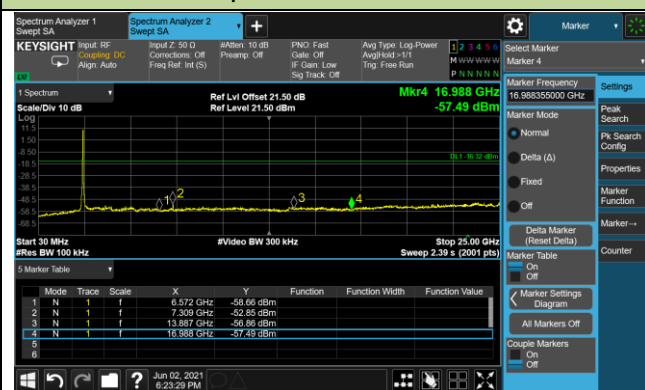 Spectrum Analyzer 1
Swept SA
Spectrum Analyzer 2
Swept SA
Marker
KEYSIGHT
Input: RF
Coupling: DC
Align: Auto
Input Z: 50 Ω
Corrections: Off
Freq Ref: Int (S)
#Atten: 10 dB
Preamp: Off
PNO: Fast
Gate: Off
IF Gain: Low
Sig Track: Off
Avg Type: Log-Power
Avg|Hold:>1/1
Trig: Free Run
1 2 3 4 5 6
M W W W W W
P N N N N N
Select Marker
Marker 4
1 Spectrum
Scale/Div 10 dB
Log
Ref Lvl Offset 21.50 dB
Ref Level 21.50 dBm
Mkr4 16.988 GHz
-57.49 dBm
11.5
1.50
-8.50
-18.5
-28.5
-38.5
-48.5
-58.5
-68.5
DL1 -16.32 dBm
1
2
3
4
Start 30 MHz
#Res BW 100 kHz
#Video BW 300 kHz
Stop 25.00 GHz
Sweep 2.39 s (2001 pts)
5 Marker Table
Mode Trace Scale X Y Function Function Width Function Value
1 N 1 f 6.572 GHz -58.66 dBm
2 N 1 f 7.309 GHz -52.85 dBm
3 N 1 f 13.887 GHz -56.86 dBm
4 N 1 f 16.988 GHz -57.49 dBm
5
6
Jun 02, 2021
6:23:29 PM
Marker Frequency
16.988355000 GHz
Marker Mode
Normal
Delta (Δ)
Fixed
Off
Delta Marker
(Reset Delta)
Marker Table
On
Off
Marker Settings
Diagram
All Markers Off
Couple Markers
On
Off
Settings
Peak
Search
Pk Search
Config
Properties
Marker
Function
Marker→
Counter